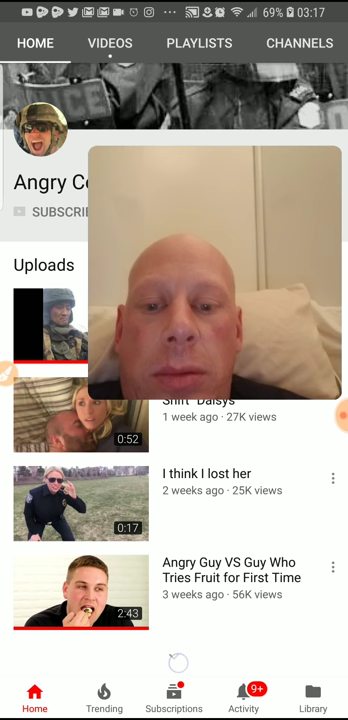 69% 03:17
HOME VIDEOS PLAYLISTS CHANNELS
Angry
SUBSCRI
Uploads
Shift" Daisys
1 week ago · 27K views
0:52
I think I lost her
2 weeks ago · 25K views
0:17
Angry Guy VS Guy Who
Tries Fruit for First Time
3 weeks ago · 56K views
2:43
9+
Home Trending Subscriptions Activity Library